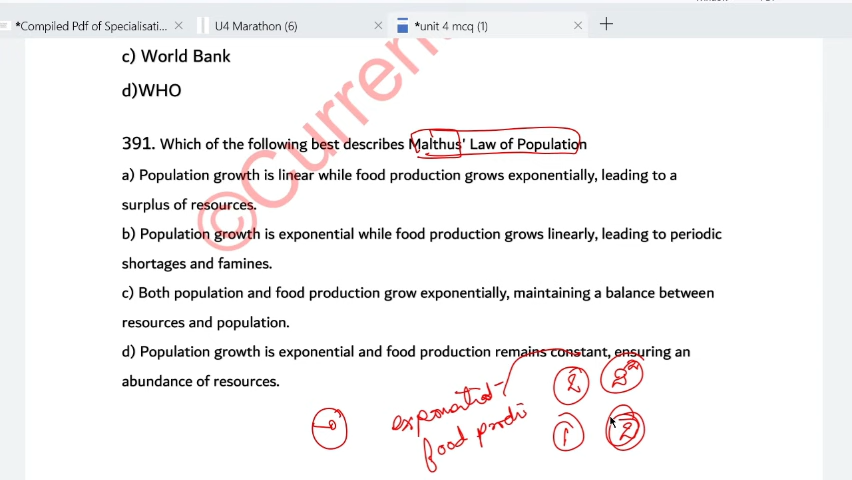 *Compiled Pdf of Specialisati... ×
U4 Marathon (6) ×
*unit 4 mcq (1) × +
c) World Bank
d)WHO
391. Which of the following best describes Malthus' Law of Population
a) Population growth is linear while food production grows exponentially, leading to a
surplus of resources.
b) Population growth is exponential while food production grows linearly, leading to periodic
shortages and famines.
c) Both population and food production grow exponentially, maintaining a balance between
resources and population.
d) Population growth is exponential and food production remains constant, ensuring an
abundance of resources.
©Curren
food
2